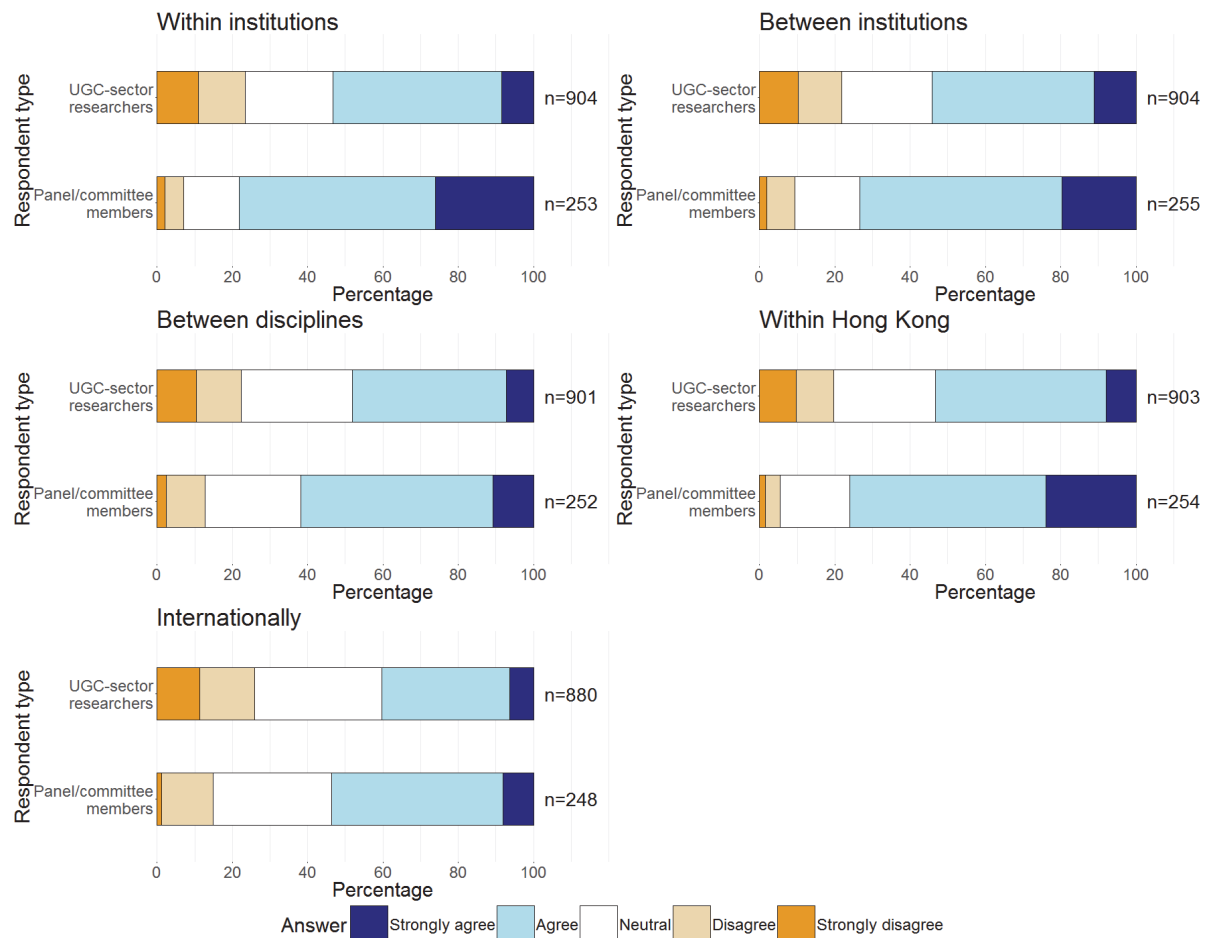 Within institutions
Respondent type
UGC-sector
researchers
n=904
Panel/committee
members
n=253
0 20 40 60 80 100
Percentage
Between institutions
Respondent type
UGC-sector
researchers
n=904
Panel/committee
members
n=255
0 20 40 60 80 100
Percentage
Between disciplines
Respondent type
UGC-sector
researchers
n=901
Panel/committee
members
n=252
0 20 40 60 80 100
Percentage
Within Hong Kong
Respondent type
UGC-sector
researchers
n=903
Panel/committee
members
n=254
0 20 40 60 80 100
Percentage
Internationally
Respondent type
UGC-sector
researchers
n=880
Panel/committee
members
n=248
0 20 40 60 80 100
Percentage
Answer Strongly agree Agree Neutral Disagree Strongly disagree